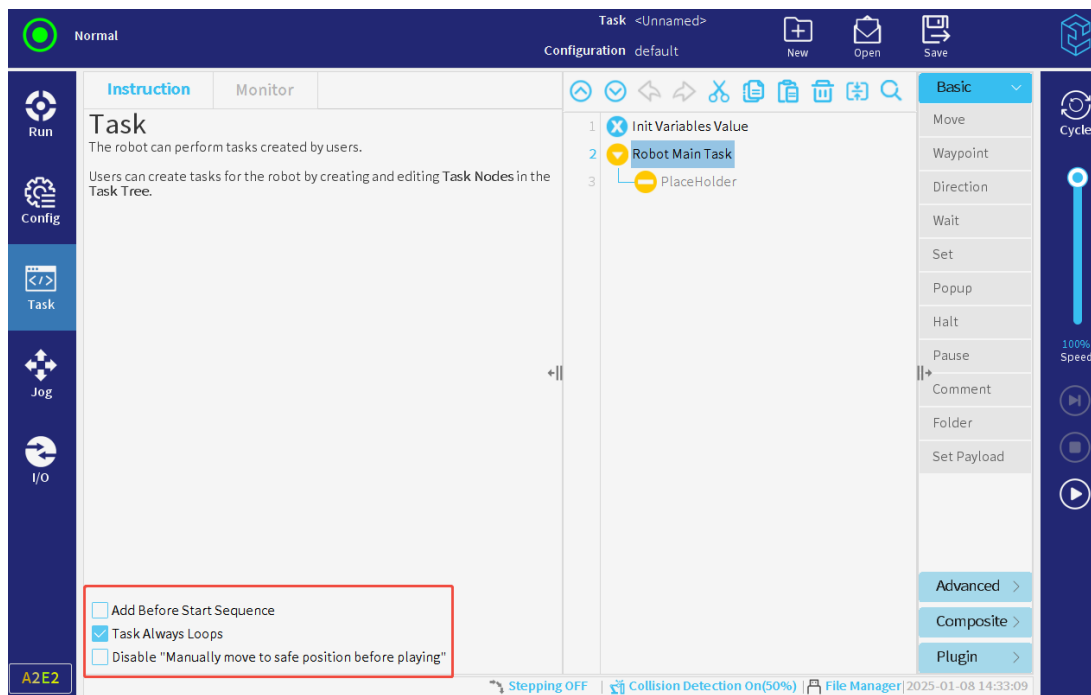 Normal
Task <Unnamed>
Configuration default
New
Open
Save
Run
Config
Task
Jog
I/O
A2E2
Instruction
Monitor
Task
The robot can perform tasks created by users.
Users can create tasks for the robot by creating and editing Task Nodes in the
Task Tree.
Add Before Start Sequence
Task Always Loops
Disable "Manually move to safe position before playing"
1 Init Variables Value
2 Robot Main Task
3 PlaceHolder
Basic
Move
Waypoint
Direction
Wait
Set
Popup
Halt
Pause
Comment
Folder
Set Payload
Advanced >
Composite >
Plugin >
Cycle
100%
Speed
Stepping OFF | Collision Detection On(50%) | File Manager | 2025-01-08 14:33:09